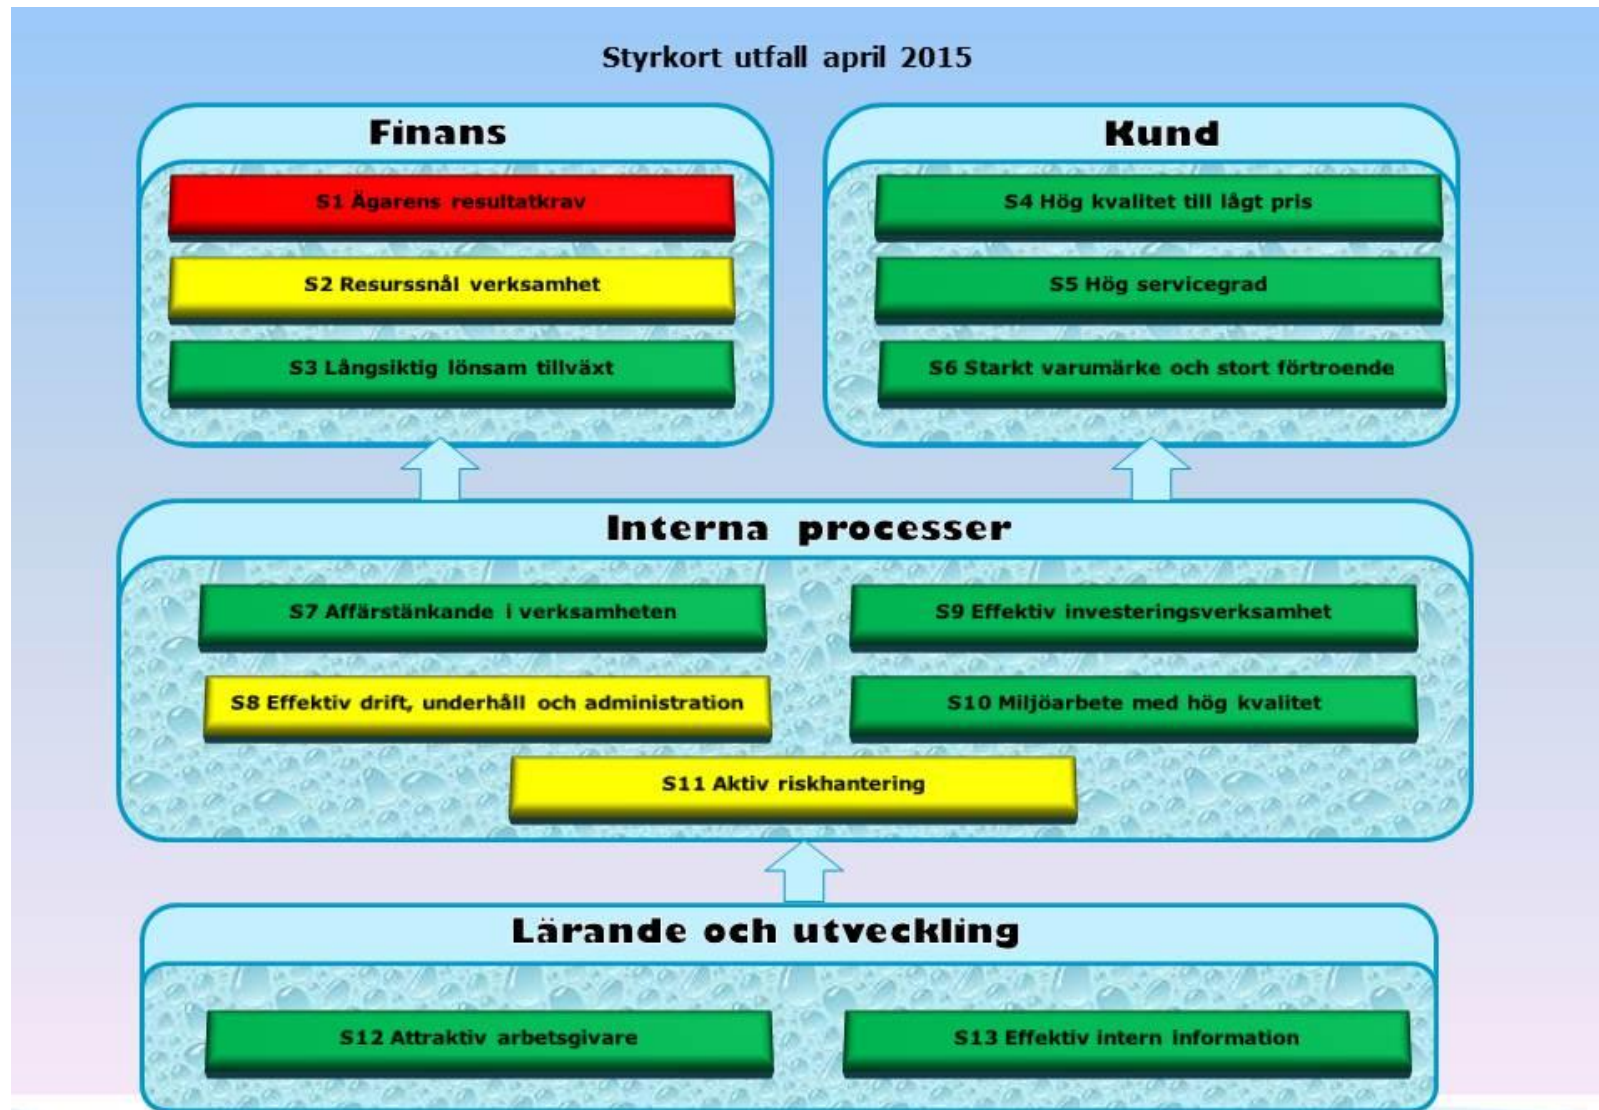 Styrkort utfall april 2015
Finans
S1 Ägarens resultatkrav
S2 Resurssnål verksamhet
S3 Långsiktig lönsam tillväxt
Kund
S4 Hög kvalitet till lågt pris
S5 Hög servicegrad
S6 Starkt varumärke och stort förtroende
Interna processer
S7 Affärstänkande i verksamheten
S8 Effektiv drift, underhåll och administration
S9 Effektiv investeringsverksamhet
S10 Miljöarbete med hög kvalitet
S11 Aktiv riskhantering
Lärande och utveckling
S12 Attraktiv arbetsgivare
S13 Effektiv intern information